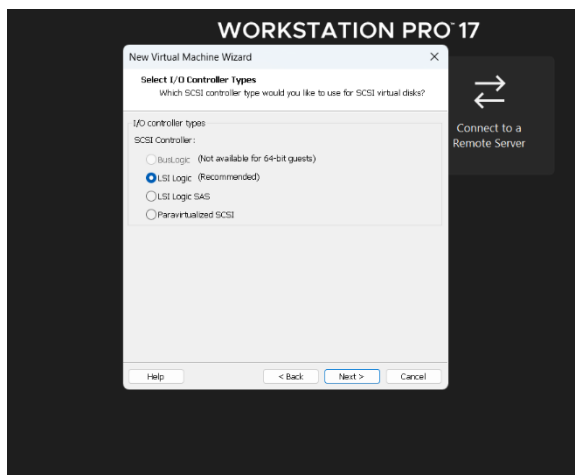 WORKSTATION PRO™ 17
New Virtual Machine Wizard
Select I/O Controller Types
Which SCSI controller type would you like to use for SCSI virtual disks?
I/O controller types
SCSI Controller:
BusLogic (Not available for 64-bit guests)
LSI Logic (Recommended)
LSI Logic SAS
Paravirtualized SCSI
Help
< Back
Next >
Cancel
Connect to a
Remote Server